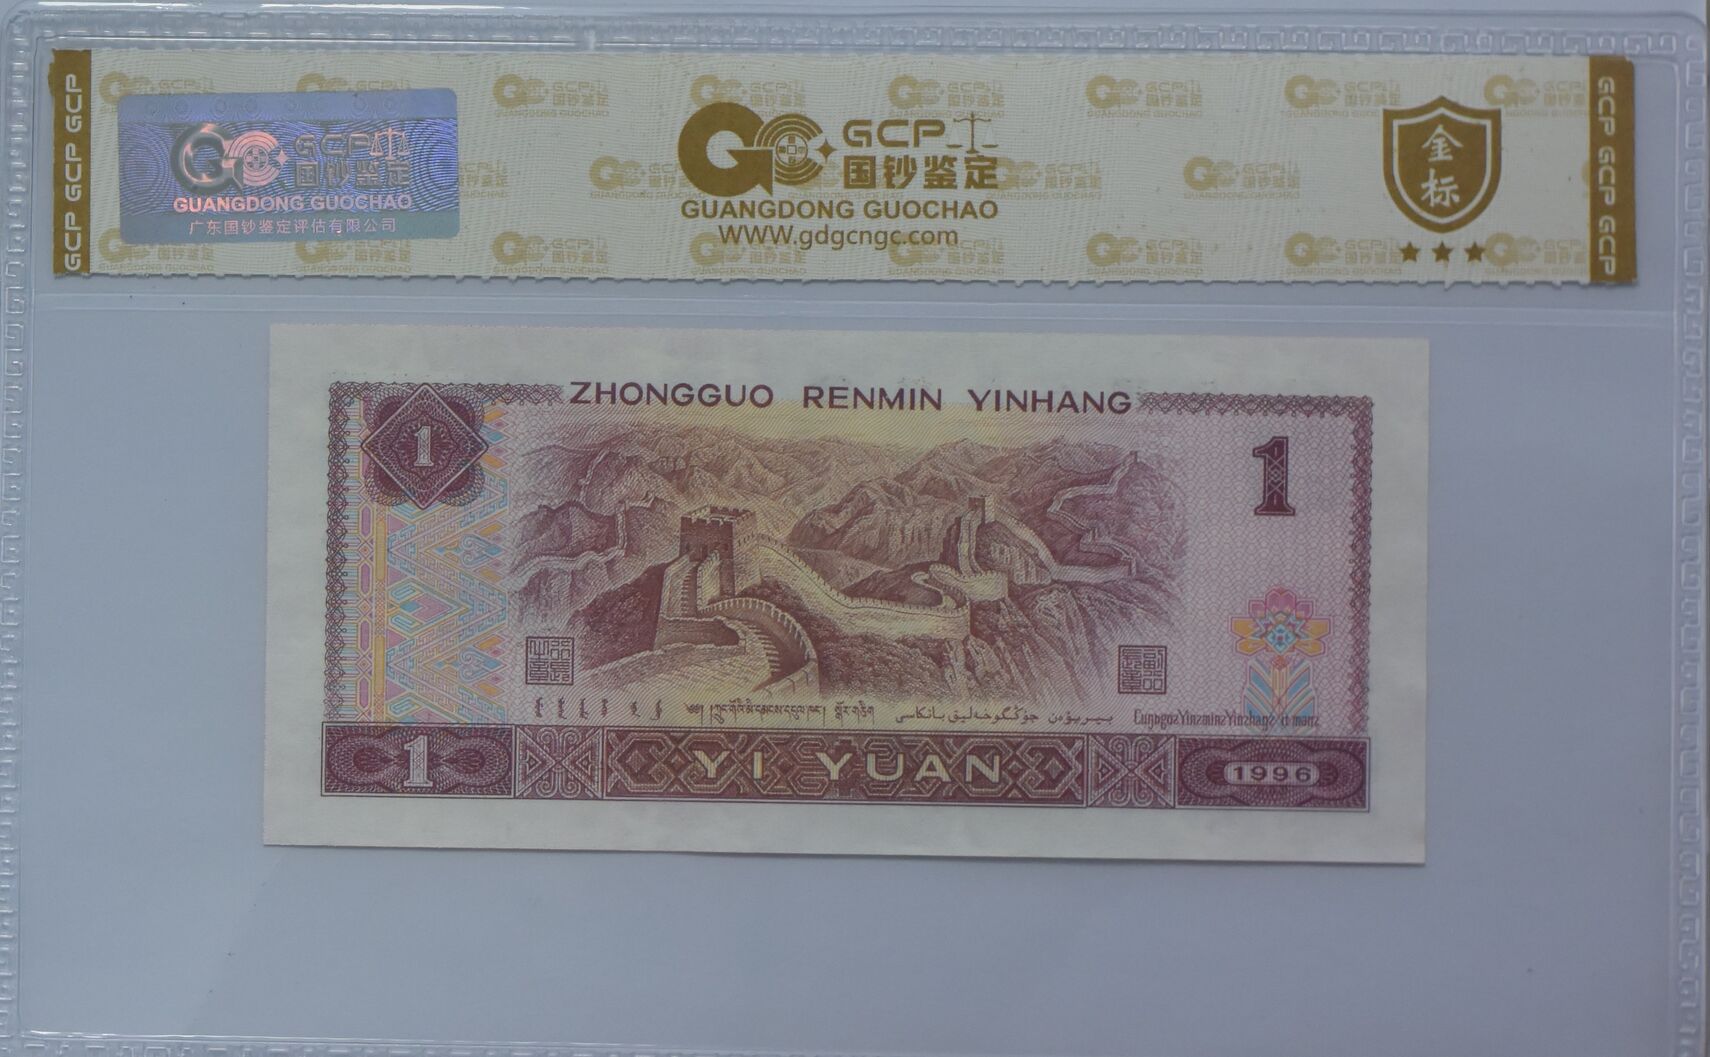 GCP GCP GCP
GCP
国钞鉴定
GUANGDONG GUOCHAO
广东国钞鉴定评估有限公司
GCP
国钞鉴定
GUANGDONG GUOCHAO
WWW.gdgcngc.com
金
标
GCP GCP GCP
ZHONGGUO RENMIN YINHANG
1
1
YI YUAN
1
1996